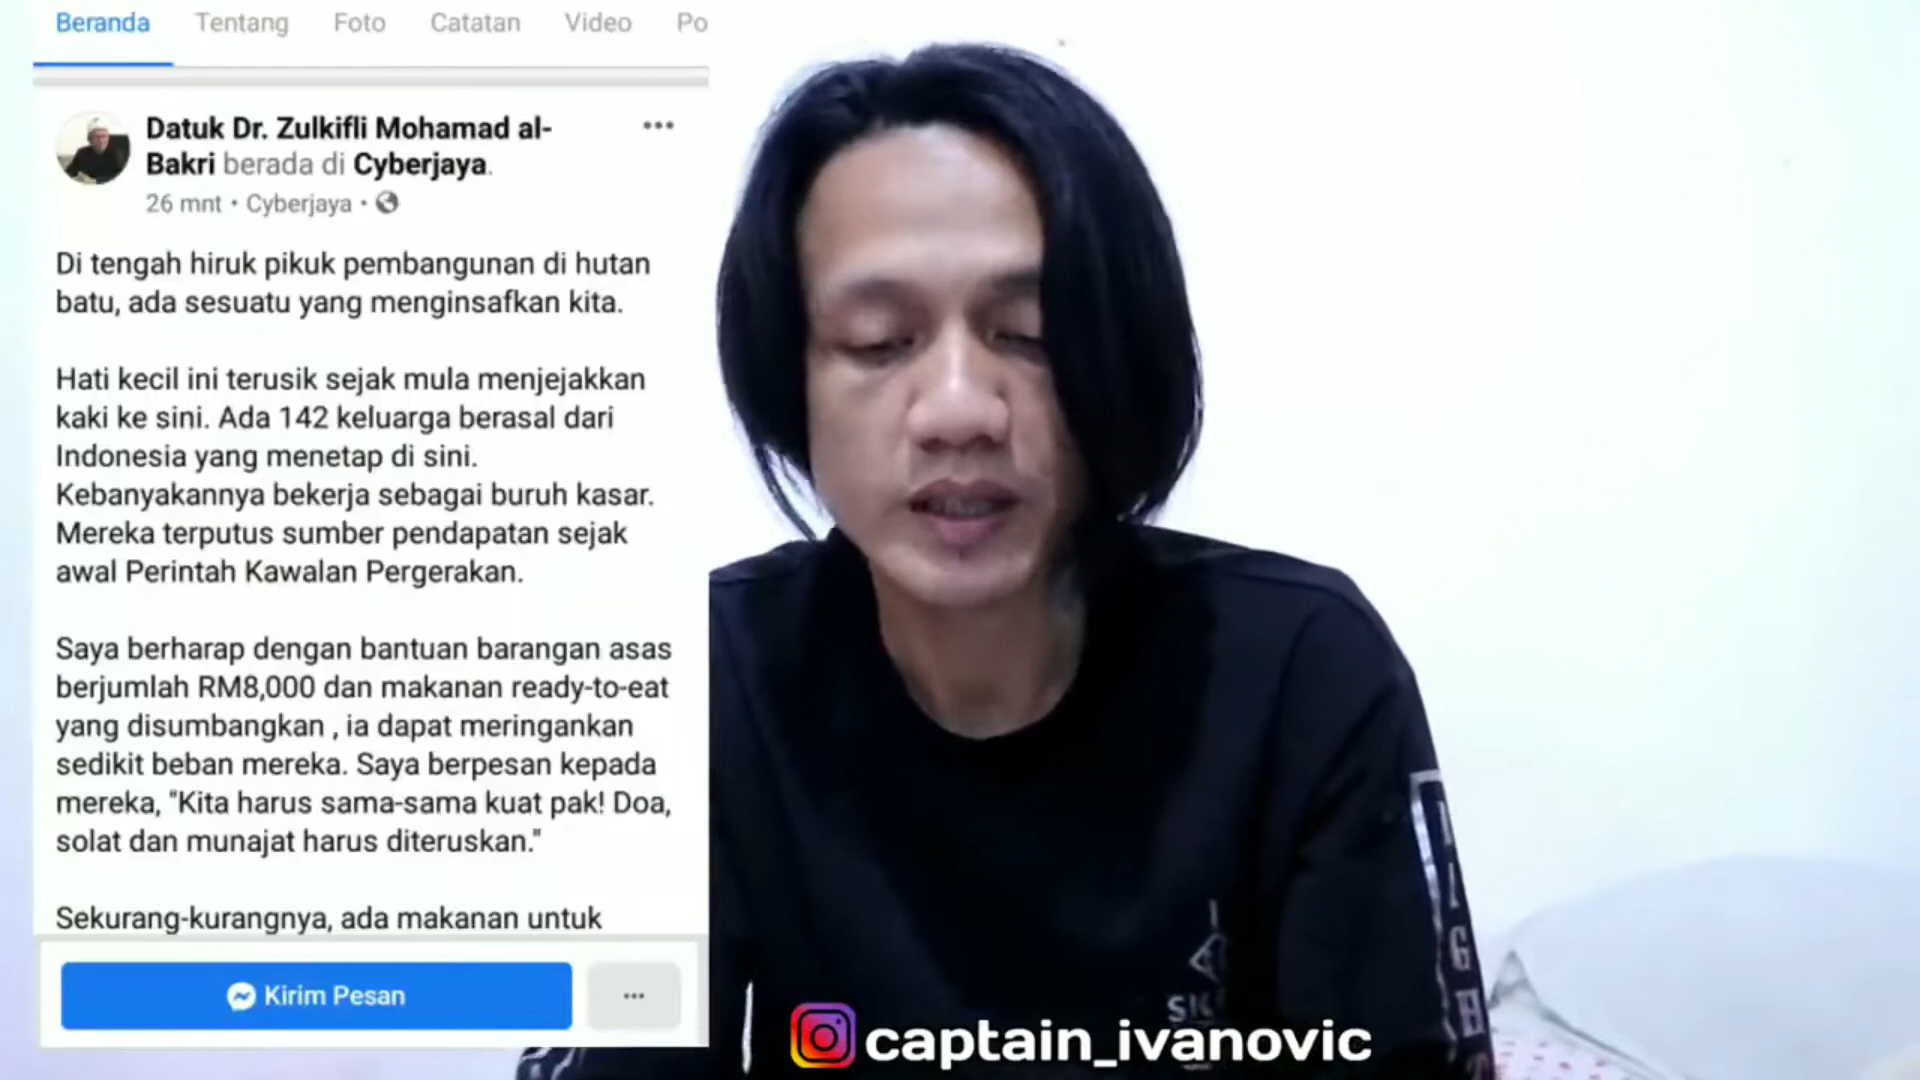 Beranda Tentang Foto Catatan Video Po
Datuk Dr. Zulkifli Mohamad al-
Bakri berada di Cyberjaya.
26 mnt • Cyberjaya •
Di tengah hiruk pikuk pembangunan di hutan
batu, ada sesuatu yang menginsafkan kita.
Hati kecil ini terusik sejak mula menjejakkan
kaki ke sini. Ada 142 keluarga berasal dari
Indonesia yang menetap di sini.
Kebanyakannya bekerja sebagai buruh kasar.
Mereka terputus sumber pendapatan sejak
awal Perintah Kawalan Pergerakan.
Saya berharap dengan bantuan barangan asas
berjumlah RM8,000 dan makanan ready-to-eat
yang disumbangkan , ia dapat meringankan
sedikit beban mereka. Saya berpesan kepada
mereka, "Kita harus sama-sama kuat pak! Doa,
solat dan munajat harus diteruskan."
Sekurang-kurangnya, ada makanan untuk
Kirim Pesan
captain_ivanovic